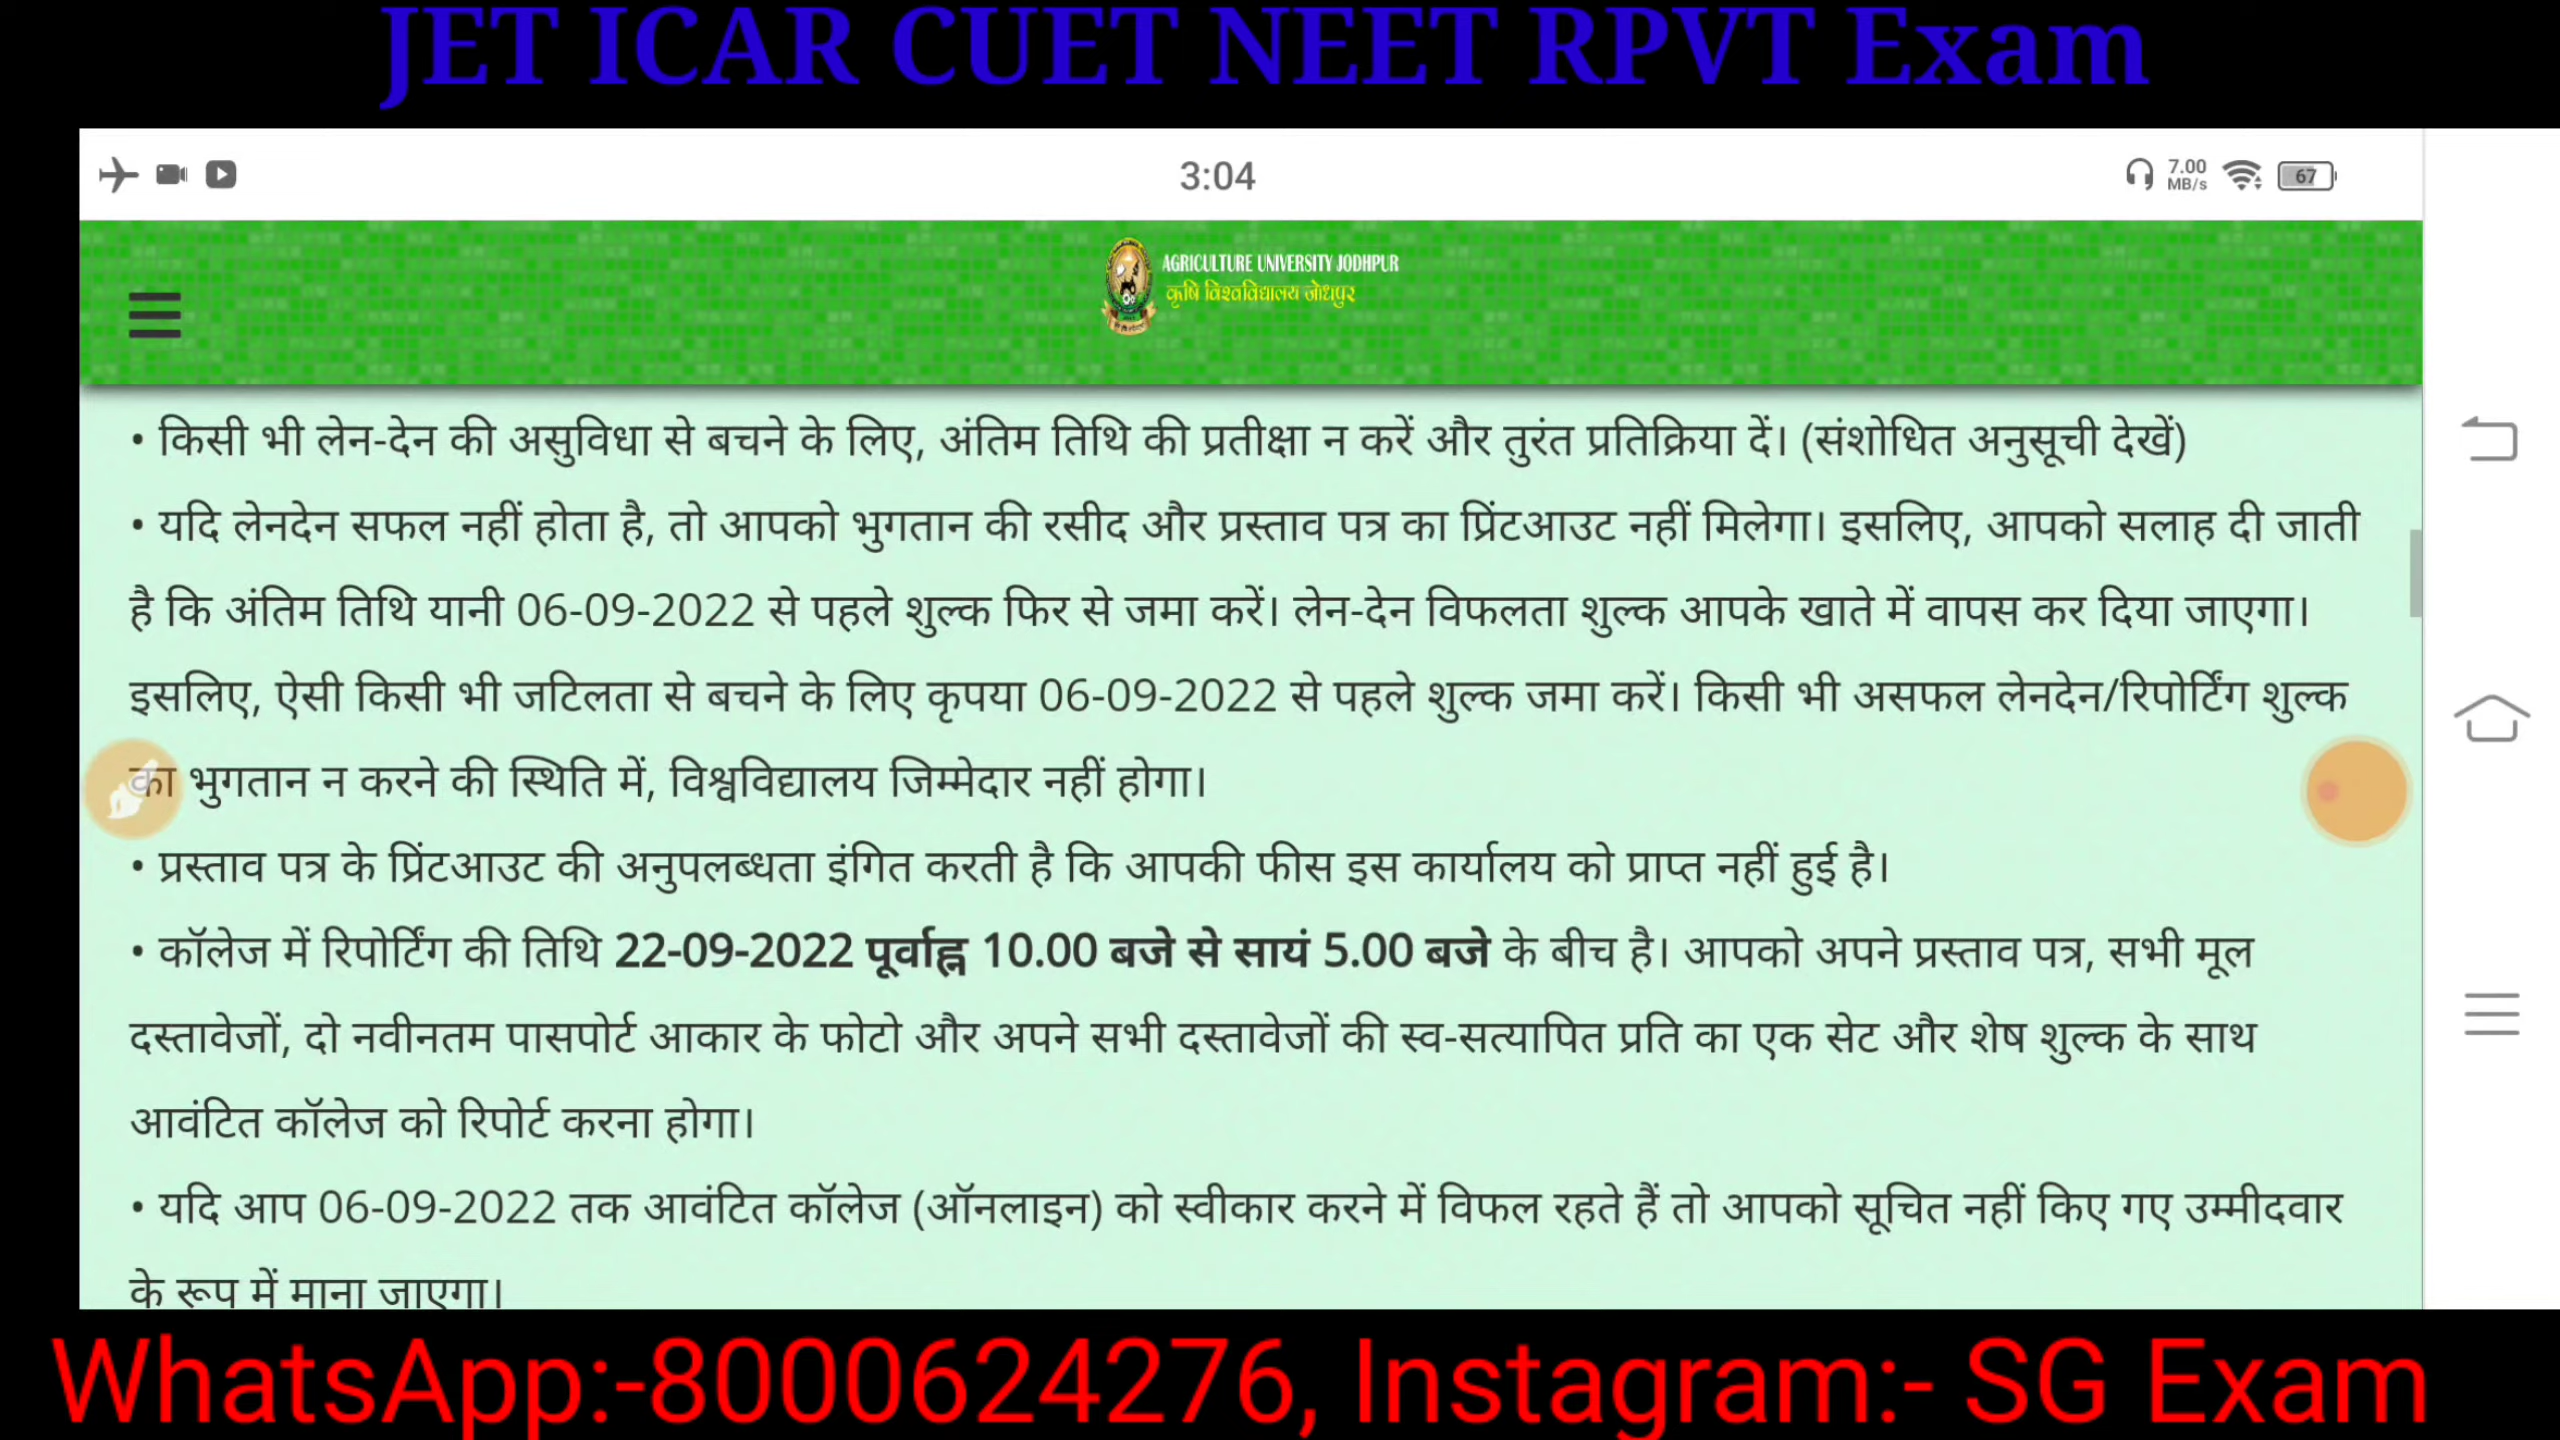 JET ICAR CUET NEET RPVT Exam
3:04
7.00
MB/s
67
AGRICULTURE UNIVERSITY JODHPUR
कृषि विश्वविद्यालय जोधपुर
• किसी भी लेन-देन की असुविधा से बचने के लिए, अंतिम तिथि की प्रतीक्षा न करें और तुरंत प्रतिक्रिया दें। (संशोधित अनुसूची देखें)
• यदि लेनदेन सफल नहीं होता है, तो आपको भुगतान की रसीद और प्रस्ताव पत्र का प्रिंटआउट नहीं मिलेगा। इसलिए, आपको सलाह दी जाती
है कि अंतिम तिथि यानी 06-09-2022 से पहले शुल्क फिर से जमा करें। लेन-देन विफलता शुल्क आपके खाते में वापस कर दिया जाएगा।
इसलिए, ऐसी किसी भी जटिलता से बचने के लिए कृपया 06-09-2022 से पहले शुल्क जमा करें। किसी भी असफल लेनदेन/रिपोर्टिंग शुल्क
का भुगतान न करने की स्थिति में, विश्वविद्यालय जिम्मेदार नहीं होगा।
• प्रस्ताव पत्र के प्रिंटआउट की अनुपलब्धता इंगित करती है कि आपकी फीस इस कार्यालय को प्राप्त नहीं हुई है।
• कॉलेज में रिपोर्टिंग की तिथि 22-09-2022 पूर्वाह्न 10.00 बजे से सायं 5.00 बजे के बीच है। आपको अपने प्रस्ताव पत्र, सभी मूल
दस्तावेजों, दो नवीनतम पासपोर्ट आकार के फोटो और अपने सभी दस्तावेजों की स्व-सत्यापित प्रति का एक सेट और शेष शुल्क के साथ
आवंटित कॉलेज को रिपोर्ट करना होगा।
• यदि आप 06-09-2022 तक आवंटित कॉलेज (ऑनलाइन) को स्वीकार करने में विफल रहते हैं तो आपको सूचित नहीं किए गए उम्मीदवार
के रूप में माना जाएगा।
WhatsApp:-8000624276, Instagram:- SG Exam